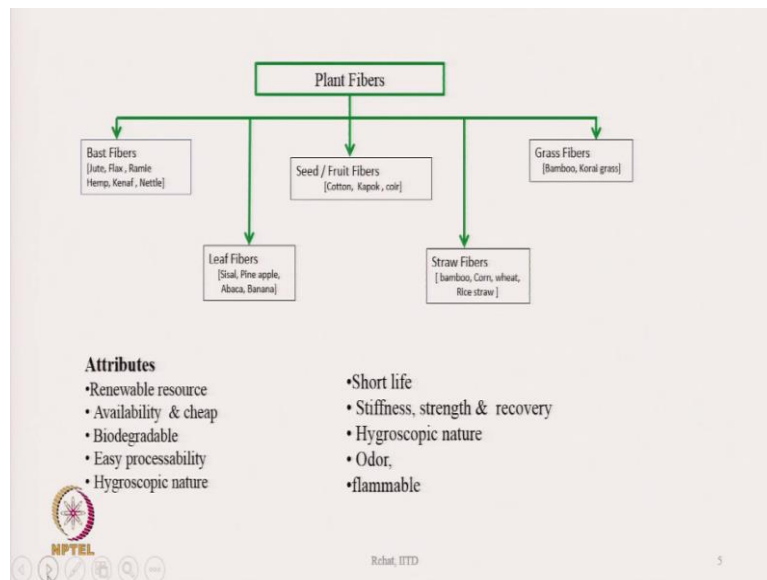 Plant Fibers
Bast Fibers
[Jute, Flax , Ramie
Hemp, Kenaf , Nettle]
Seed / Fruit Fibers
[Cotton, Kapok , coir]
Grass Fibers
[Bamboo, Korai grass]
Leaf Fibers
[Sisal, Pine apple,
Abaca, Banana]
Straw Fibers
[ bamboo, Corn, wheat,
Rice straw ]
Attributes
•Renewable resource
• Availability & cheap
• Biodegradable
• Easy processability
• Hygroscopic nature
•Short life
• Stiffness, strength & recovery
• Hygroscopic nature
• Odor,
•flammable
NPTEL
Rehat, IITD
5